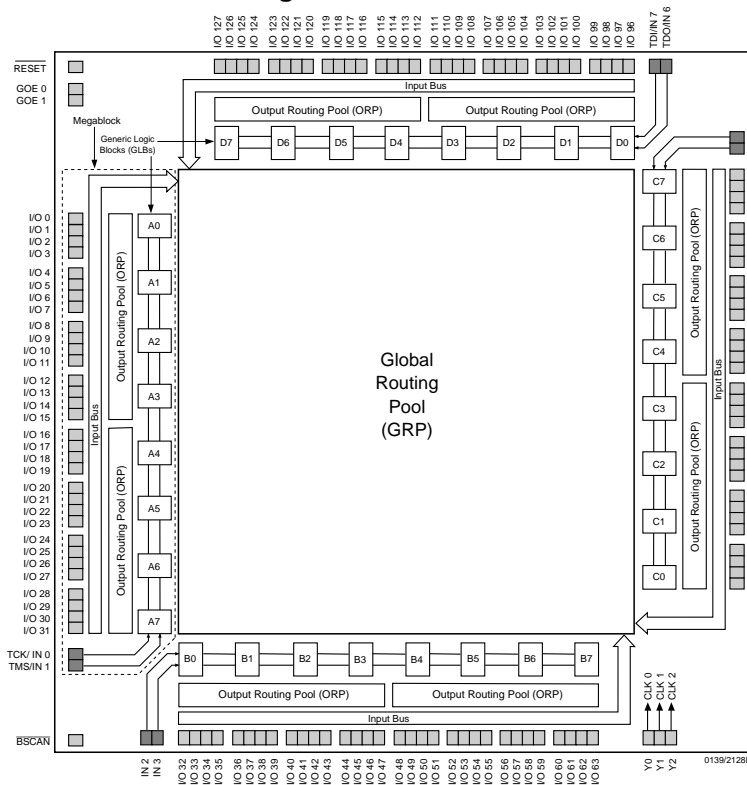 I/O 127
I/O 126
I/O 125
I/O 124
I/O 123
I/O 122
I/O 121
I/O 120
I/O 119
I/O 118
I/O 117
I/O 116
I/O 115
I/O 114
I/O 113
I/O 112
I/O 111
I/O 110
I/O 109
I/O 108
I/O 107
I/O 106
I/O 105
I/O 104
I/O 103
I/O 102
I/O 101
I/O 100
I/O 99
I/O 98
I/O 97
I/O 96
TDI/IN 7
TDO/IN 6
RESET
GOE 0
GOE 1
Input Bus
Output Routing Pool (ORP)
Output Routing Pool (ORP)
Megablock
Generic Logic
Blocks (GLBs)
D7
D6
D5
D4
D3
D2
D1
D0
I/O 0
I/O 1
I/O 2
I/O 3
I/O 4
I/O 5
I/O 6
I/O 7
I/O 8
I/O 9
I/O 10
I/O 11
I/O 12
I/O 13
I/O 14
I/O 15
I/O 16
I/O 17
I/O 18
I/O 19
I/O 20
I/O 21
I/O 22
I/O 23
I/O 24
I/O 25
I/O 26
I/O 27
I/O 28
I/O 29
I/O 30
I/O 31
TCK/ IN 0
TMS/IN 1
Input Bus
Output Routing Pool (ORP)
Output Routing Pool (ORP)
A0
A1
A2
A3
A4
A5
A6
A7
Global
Routing
Pool
(GRP)
C7
C6
C5
C4
C3
C2
C1
C0
Output Routing Pool (ORP)
Output Routing Pool (ORP)
Input Bus
B0
B1
B2
B3
B4
B5
B6
B7
Output Routing Pool (ORP)
Output Routing Pool (ORP)
Input Bus
CLK 0
CLK 1
CLK 2
BSCAN
IN 2
IN 3
I/O 32
I/O 33
I/O 34
I/O 35
I/O 36
I/O 37
I/O 38
I/O 39
I/O 40
I/O 41
I/O 42
I/O 43
I/O 44
I/O 45
I/O 46
I/O 47
I/O 48
I/O 49
I/O 50
I/O 51
I/O 52
I/O 53
I/O 54
I/O 55
I/O 56
I/O 57
I/O 58
I/O 59
I/O 60
I/O 61
I/O 62
I/O 63
Y0
Y1
Y2